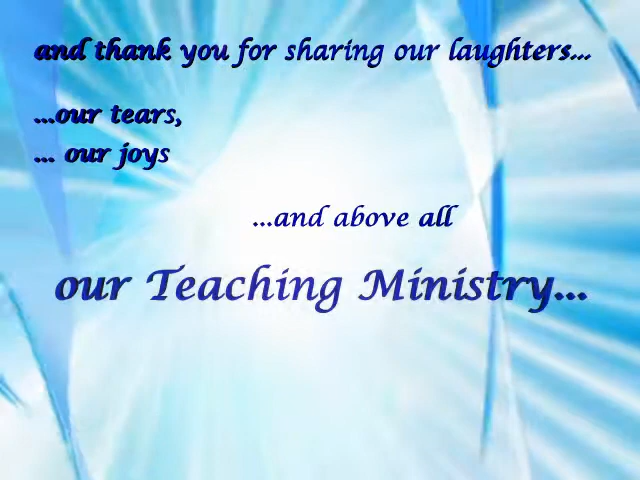 and thank you for sharing our laughters...
...our tears,
... our joys
...and above all
our Teaching Ministry...